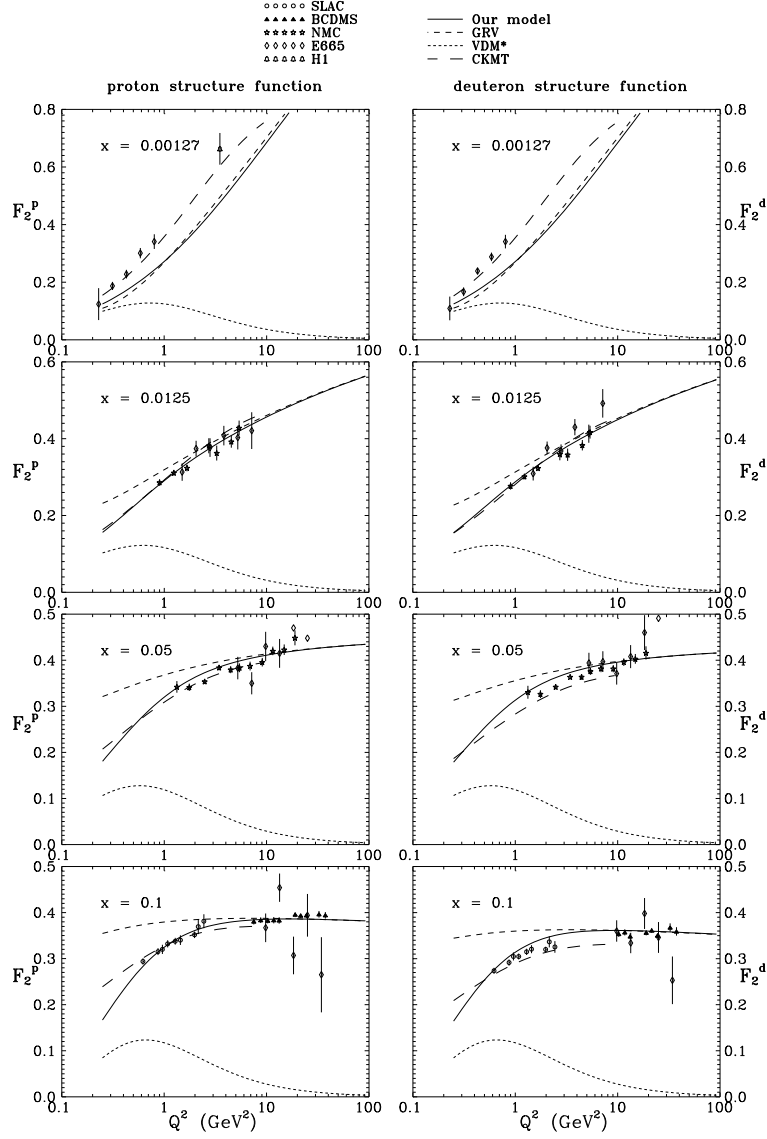 SLAC
BCDMS
NMC
E665
H1
Our model
GRV
VDM*
CKMT
proton structure function
deuteron structure function
0.8
0.6
0.4
0.2
0.0
x = 0.00127
F₂ᵖ
0.1 1 10 100
x = 0.00127
F₂ᵈ
0.8
0.6
0.4
0.2
0.0
0.1 1 10 100
0.6
0.4
0.2
0.0
x = 0.0125
F₂ᵖ
0.1 1 10 100
x = 0.0125
F₂ᵈ
0.6
0.4
0.2
0.0
0.1 1 10 100
0.5
0.4
0.3
0.2
0.1
0.0
x = 0.05
F₂ᵖ
0.1 1 10 100
x = 0.05
F₂ᵈ
0.5
0.4
0.3
0.2
0.1
0.0
0.1 1 10 100
0.5
0.4
0.3
0.2
0.1
0.0
x = 0.1
F₂ᵖ
0.1 1 10 100
Q² (GeV²)
x = 0.1
F₂ᵈ
0.5
0.4
0.3
0.2
0.1
0.0
0.1 1 10 100
Q² (GeV²)